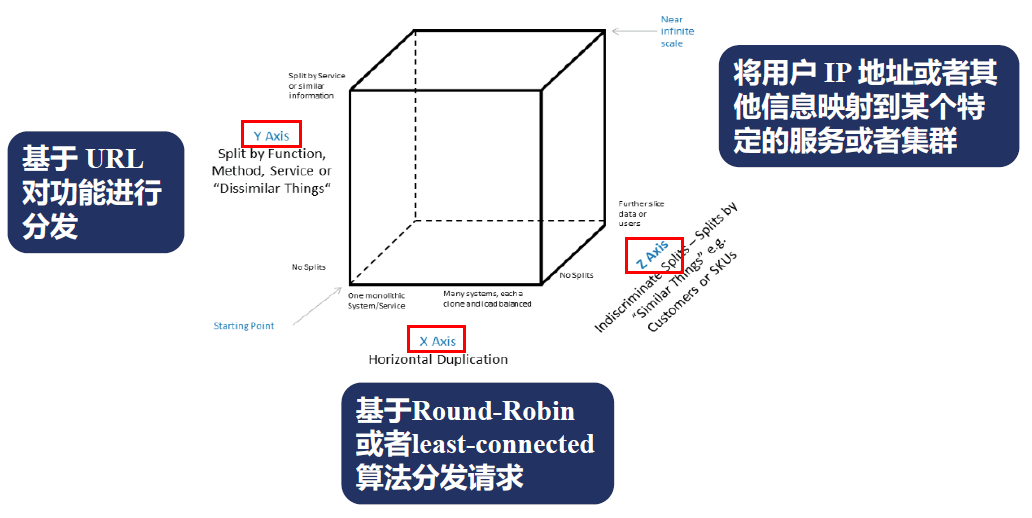 Near
infinite
scale
将用户 IP 地址或者其
他信息映射到某个特
定的服务或者集群
Split by Service
or similar
information
Y Axis
Split by Function,
Method, Service or
“Dissimilar Things“
基于 URL
对功能进行
分发
Further slice
data or
users
Z Axis
Indiscriminate Splits – Splits by
“Similar Things” e.g.
Customers or SKUs
No Splits
No Splits
One monolithic
System/Service
Many systems, each a
clone and load balanced
Starting Point
X Axis
Horizontal Duplication
基于Round-Robin
或者least-connected
算法分发请求